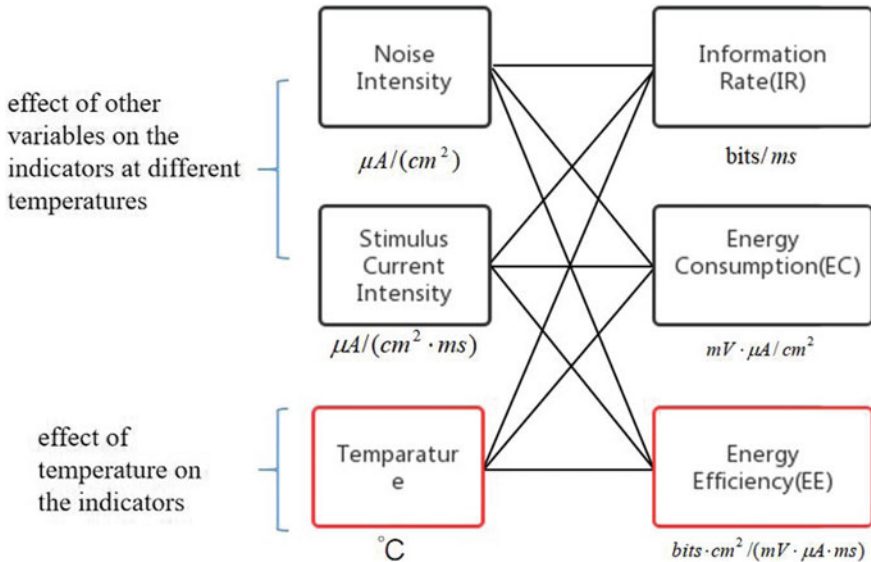 effect of other
variables on the
indicators at different
temperatures
Noise
Intensity
μA/(cm²)
Information
Rate(IR)
bits/ms
Stimulus
Current
Intensity
μA/(cm²·ms)
Energy
Consumption(EC)
mV·μA/cm²
effect of
temperature on
the indicators
Temparatur
e
°C
Energy
Efficiency(EE)
bits·cm²/(mV·μA·ms)